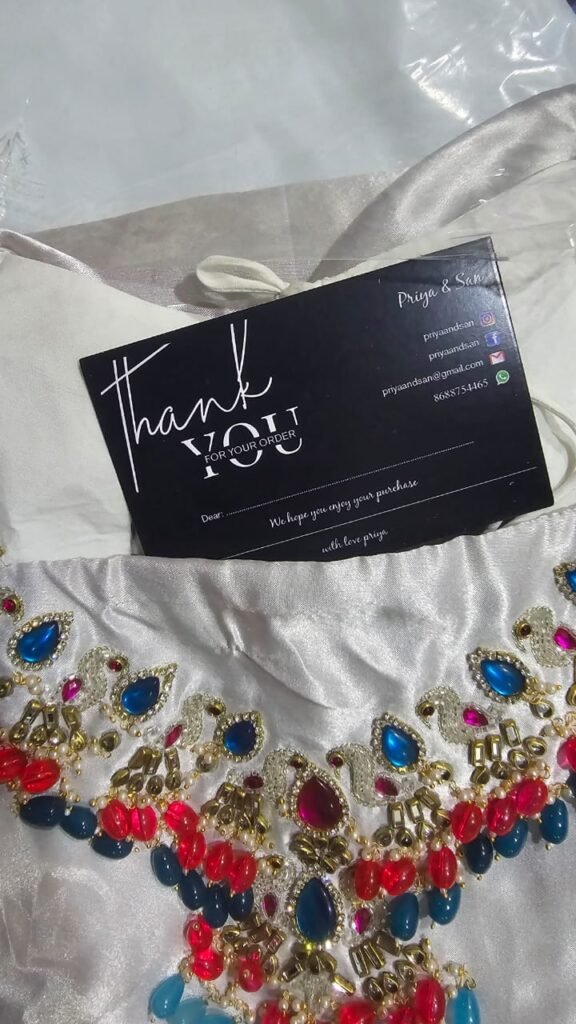 Priya & San
priyaandsan
priyaandsan
priyaandsan@gmail.com
8688754465
Thank
YOU
FOR YOUR ORDER
Dear:
We hope you enjoy your purchase
with love priya